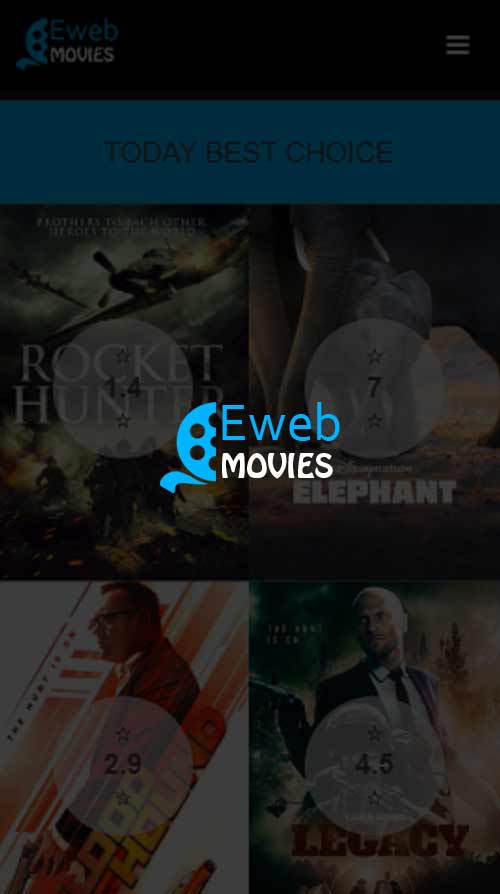 Eweb
MOVIES
TODAY BEST CHOICE
BROTHERS TO EACH OTHER
HEROES TO THE WORLD
ROCKET
HUNTER
1.4
7
Eweb
MOVIES
ELEPHANT
THE HUNT IS ON
2.9
HOUND
THE HUNT
IS ON
4.5
LEGACY